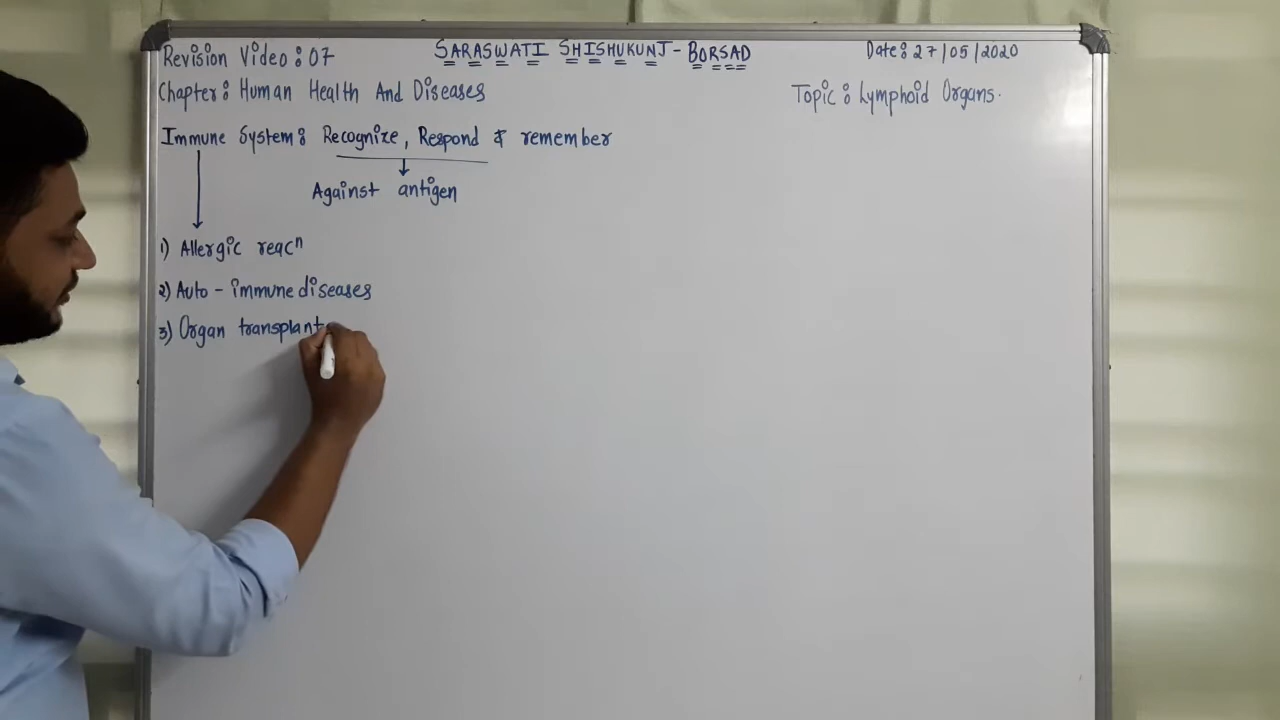 Revision Video : 07
SARASWATI SHISHUKUNJ - BORSAD
Date : 27/05/2020
Chapter : Human Health And Diseases
Topic : Lymphoid Organs.
Immune System : Recognize, Respond & remember
Against antigen
1) Allergic reacⁿ
2) Auto - immune diseases
3) Organ transplant